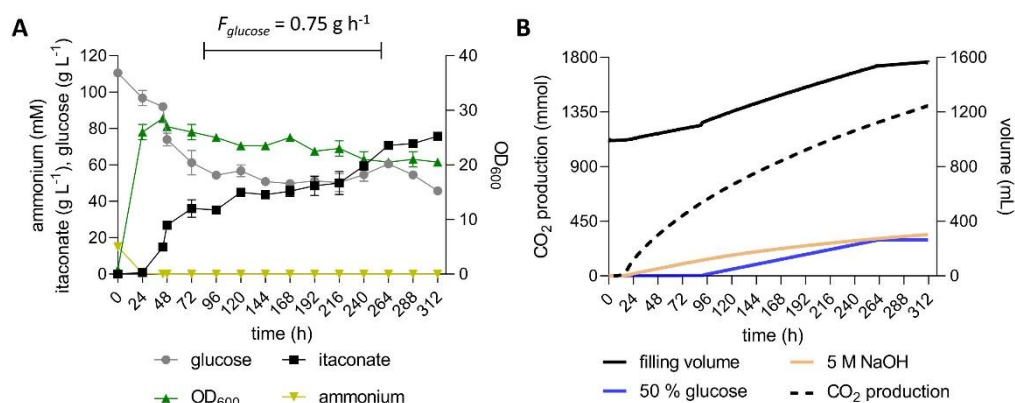 F_glucose = 0.75 g h⁻¹
A
ammonium (mM)
itaconate (g L⁻¹), glucose (g L⁻¹)
120
100
80
60
40
20
0
40
30
20
10
0
OD₆₀₀
0 24 48 72 96 120 144 168 192 216 240 264 288 312
time (h)
glucose itaconate
OD₆₀₀ ammonium
B
CO₂ production (mmol)
1800
1350
900
450
0
1600
1200
800
400
0
volume (mL)
0 24 48 72 96 120 144 168 192 216 240 264 288 312
time (h)
filling volume 5 M NaOH
50 % glucose CO₂ production